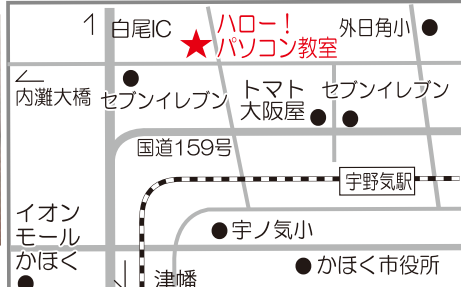 白尾IC
ハロー！
パソコン教室
外日角小
内灘大橋
セブンイレブン
トマト
大阪屋
セブンイレブン
国道159号
宇野気駅
イオン
モール
かほく
宇ノ気小
かほく市役所
津幡